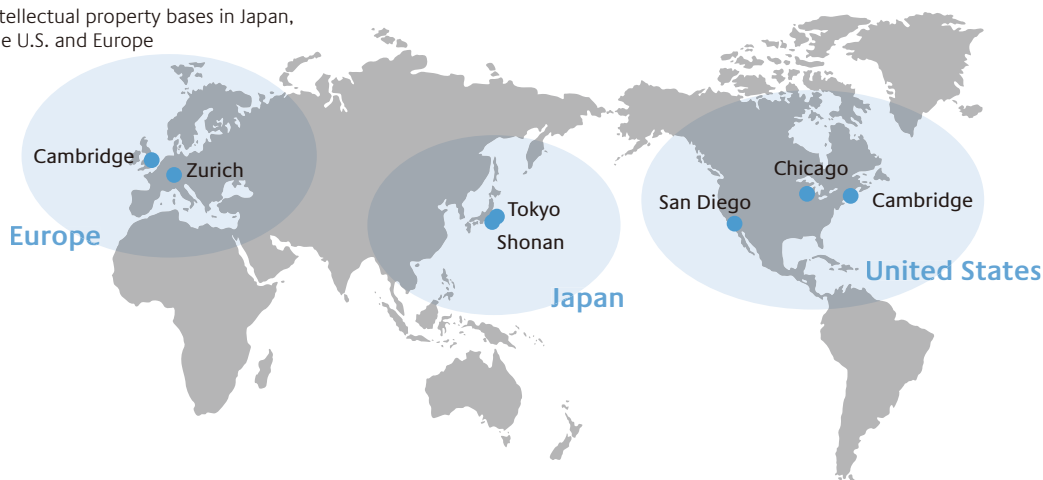 tellectual property bases in Japan,
e U.S. and Europe
Cambridge
Zurich
Europe
Tokyo
Shonan
Japan
Chicago
San Diego
Cambridge
United States